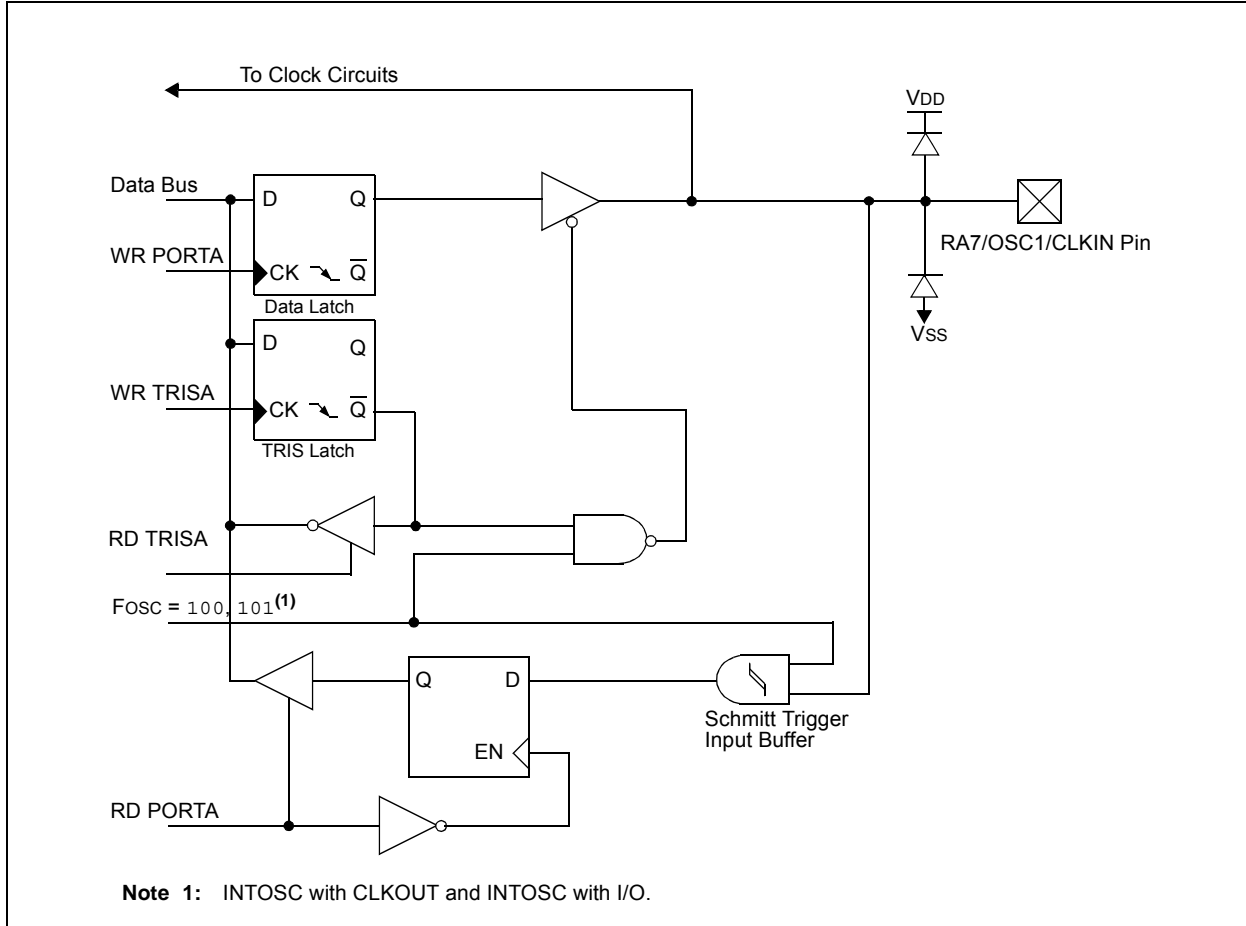 To Clock Circuits
VDD
Data Bus
D Q
RA7/OSC1/CLKIN Pin
WR PORTA
CK Q̅
Data Latch
VSS
D Q
WR TRISA
CK Q̅
TRIS Latch
RD TRISA
FOSC = 100, 101(1)
Q D
Schmitt Trigger
Input Buffer
EN
RD PORTA
Note 1: INTOSC with CLKOUT and INTOSC with I/O.